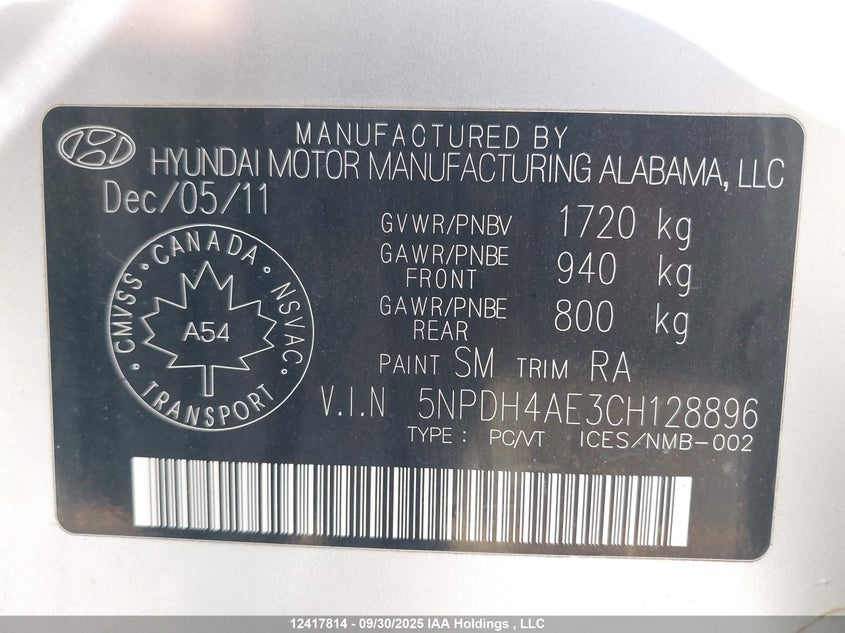 MANUFACTURED BY
HYUNDAI MOTOR MANUFACTURING ALABAMA, LLC
Dec/05/11
GVWR/PNBV 1720 kg
GAWR/PNBE FRONT 940 kg
GAWR/PNBE REAR 800 kg
CANADA
CMVSS
NSVAC
A54
TRANSPORT
PAINT SM TRIM RA
V.I.N 5NPDH4AE3CH128896
TYPE: PC/VT ICES/NMB-002
12417814 - 09/30/2025 IAA Holdings , LLC